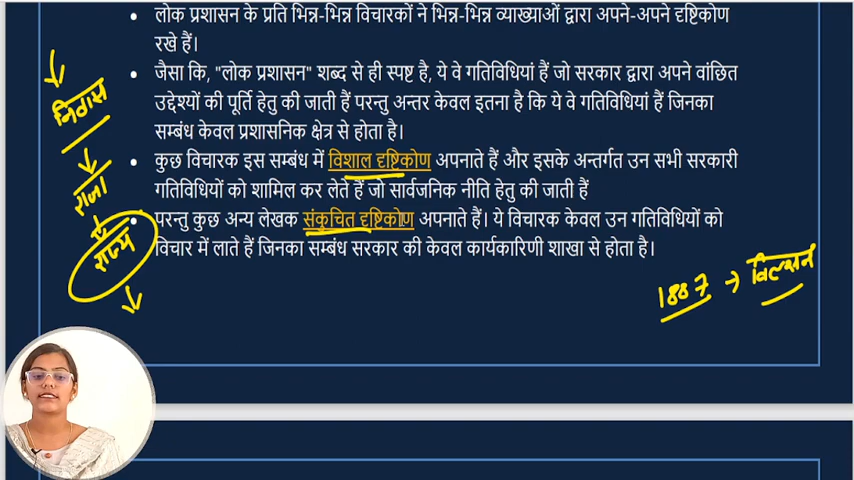 • लोक प्रशासन के प्रति भिन्न-भिन्न विचारकों ने भिन्न-भिन्न व्याख्याओं द्वारा अपने-अपने दृष्टिकोण
रखे हैं।
• जैसा कि, "लोक प्रशासन" शब्द से ही स्पष्ट है, ये वे गतिविधियां हैं जो सरकार द्वारा अपने वांछित
उद्देश्यों की पूर्ति हेतु की जाती हैं परन्तु अन्तर केवल इतना है कि ये वे गतिविधियां हैं जिनका
सम्बंध केवल प्रशासनिक क्षेत्र से होता है।
• कुछ विचारक इस सम्बंध में विशाल दृष्टिकोण अपनाते हैं और इसके अन्तर्गत उन सभी सरकारी
गतिविधियों को शामिल कर लेते हैं जो सार्वजनिक नीति हेतु की जाती हैं
• परन्तु कुछ अन्य लेखक संकुचित दृष्टिकोण अपनाते हैं। ये विचारक केवल उन गतिविधियों को
विचार में लाते हैं जिनका सम्बंध सरकार की केवल कार्यकारिणी शाखा से होता है।
निवास
राजा
राज्य
1887 → विल्सन